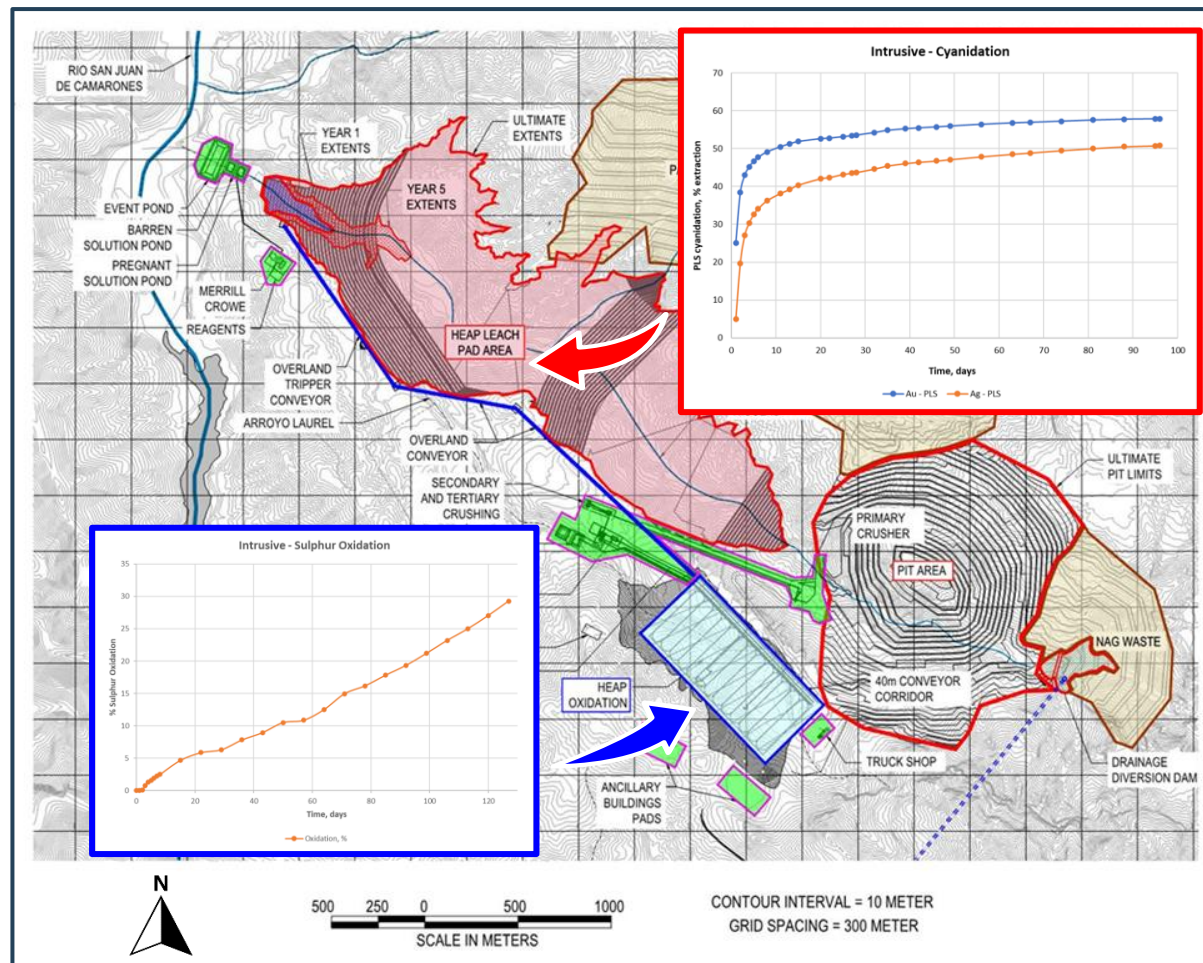 RIO SAN JUAN
DE CAMARONES
YEAR 1
EXTENTS
ULTIMATE
EXTENTS
YEAR 5
EXTENTS
EVENT POND
BARREN
SOLUTION POND
PREGNANT
SOLUTION POND
MERRILL
CROWE
REAGENTS
HEAP LEACH
PAD AREA
OVERLAND
TRIPPER
CONVEYOR
ARROYO LAUREL
OVERLAND
CONVEYOR
SECONDARY
AND TERTIARY
CRUSHING
Intrusive - Cyanidation
PLS cyanidation, % extraction
70
60
50
40
30
20
10
0
0 10 20 30 40 50 60 70 80 90 100
Time, days
Au - PLS Ag - PLS
ULTIMATE
PIT LIMITS
PRIMARY
CRUSHER
PIT AREA
NAG WASTE
40m CONVEYOR
CORRIDOR
HEAP
OXIDATION
TRUCK SHOP
DRAINAGE
DIVERSION DAM
ANCILLARY
BUILDINGS
PADS
Intrusive - Sulphur Oxidation
% Sulphur Oxidation
35
30
25
20
15
10
5
0
0 20 40 60 80 100 120
Time, days
Oxidation, %
N
500 250 0 500 1000
SCALE IN METERS
CONTOUR INTERVAL = 10 METER
GRID SPACING = 300 METER